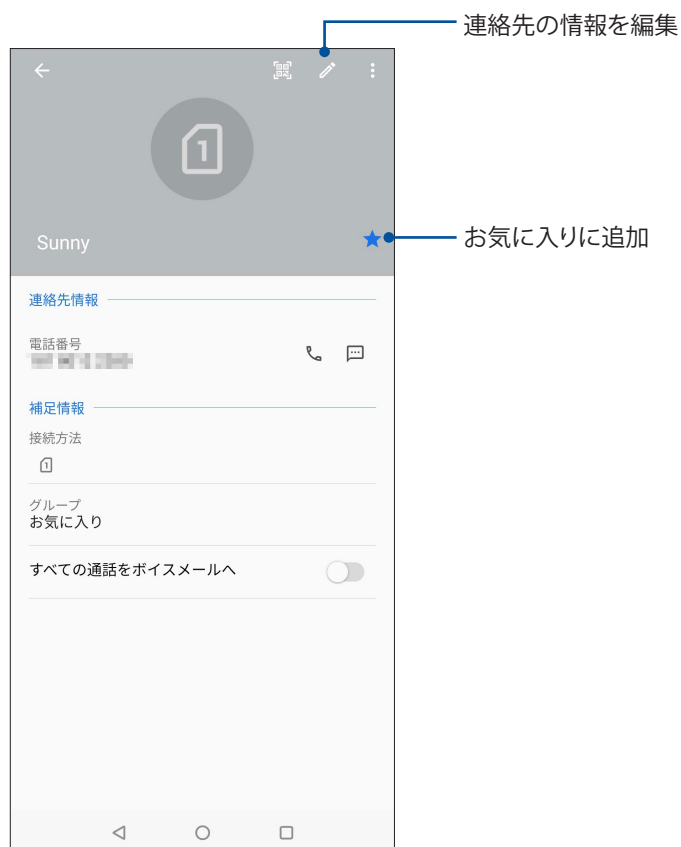 連絡先の情報を編集
1
Sunny
お気に入りに追加
連絡先情報
電話番号
補足情報
接続方法
1
グループ
お気に入り
すべての通話をボイスメールへ